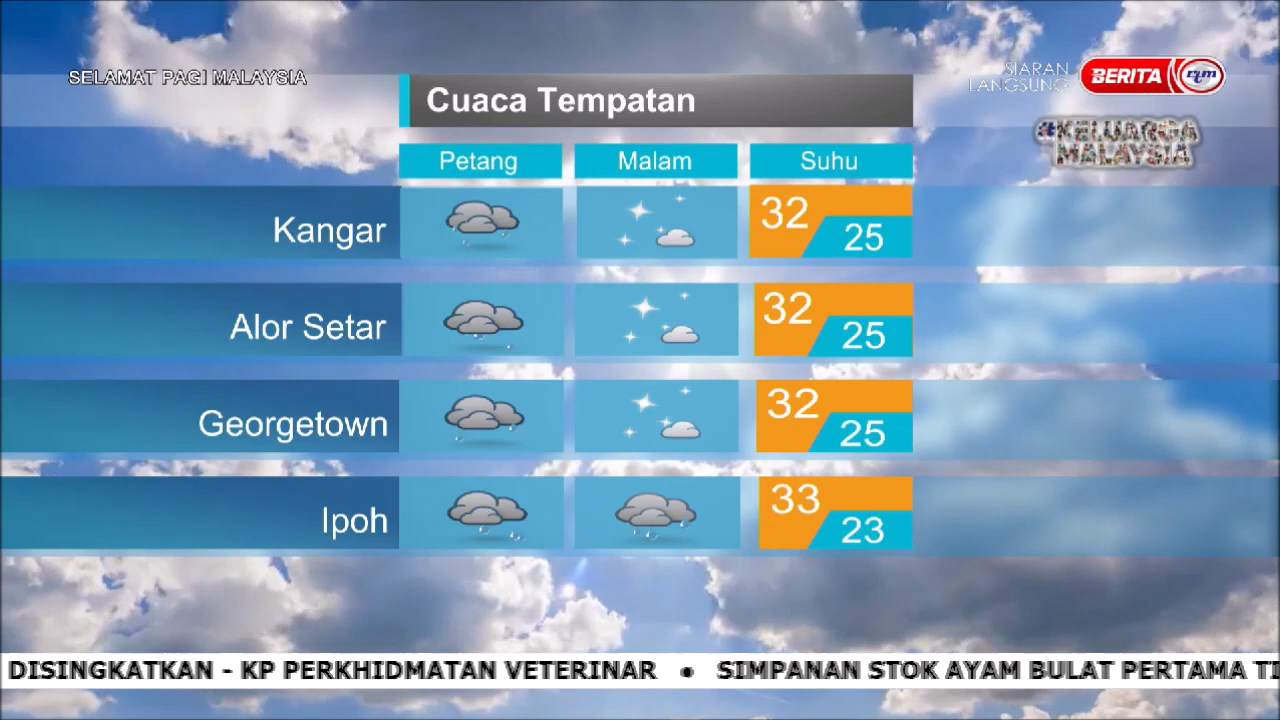 SELAMAT PAGI MALAYSIA
SIARAN
LANGSUNG
BERITA rtm
#KELUARGA
MALAYSIA
Cuaca Tempatan
Petang Malam Suhu
Kangar 32 25
Alor Setar 32 25
Georgetown 32 25
Ipoh 33 23
DISINGKATKAN - KP PERKHIDMATAN VETERINAR • SIMPANAN STOK AYAM BULAT PERTAMA TI